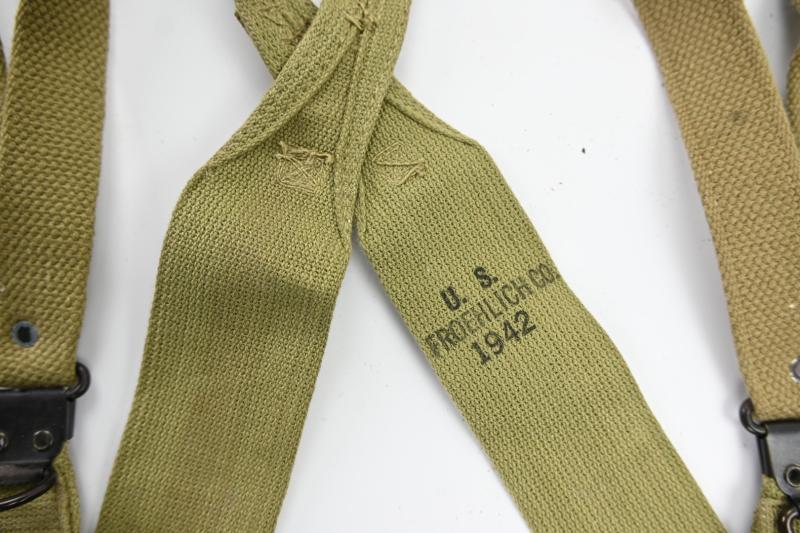 U. S.
FROEHLICH CO.
1942